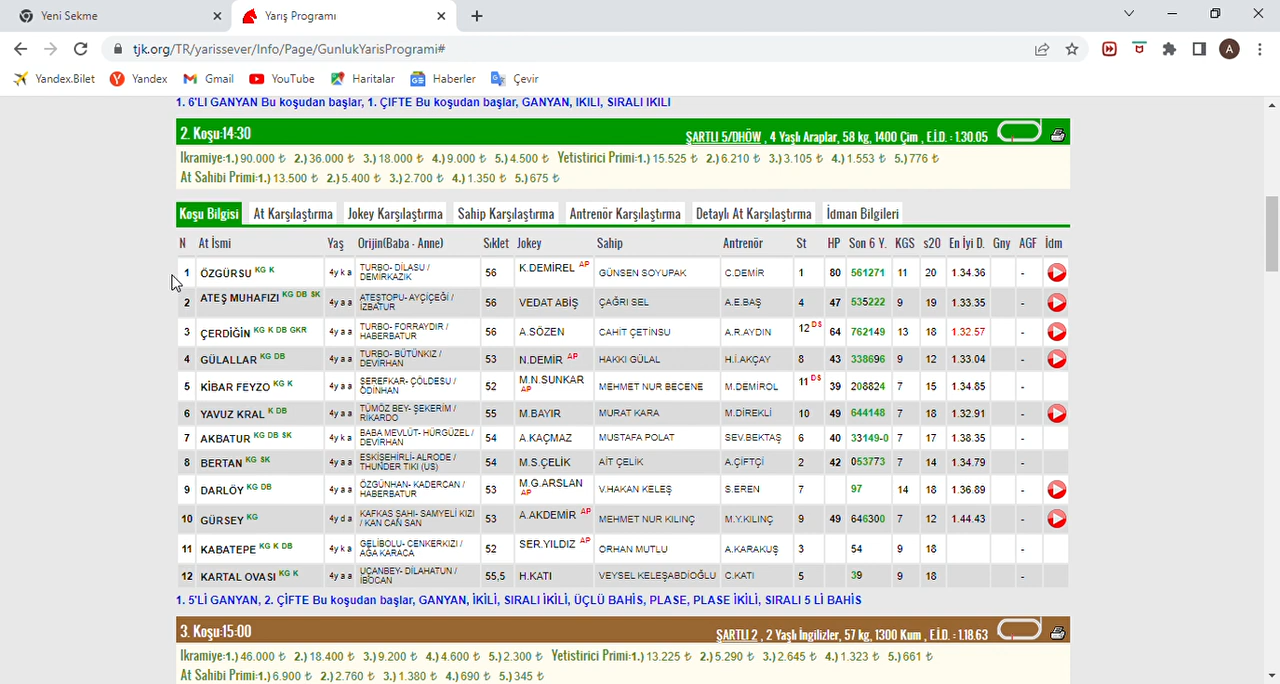 Yeni Sekme
Yarış Programı
tjk.org/TR/yarissever/Info/Page/GunlukYarisProgrami#
A
Yandex.Bilet Yandex Gmail YouTube Haritalar Haberler Çevir
1. 6'LI GANYAN Bu koşudan başlar, 1. ÇİFTE Bu koşudan başlar, GANYAN, İKİLİ, SIRALI İKİLİ
2. Koşu:14:30 ŞARTLI 5/DHÖW , 4 Yaşlı Araplar, 58 kg, 1400 Çim , E.İ.D. : 1.30.05
Ikramiye:1.) 90.000 ₺ 2.) 36.000 ₺ 3.) 18.000 ₺ 4.) 9.000 ₺ 5.) 4.500 ₺ Yetistirici Primi:1.) 15.525 ₺ 2.) 6.210 ₺ 3.) 3.105 ₺ 4.) 1.553 ₺ 5.) 776 ₺
At Sahibi Primi:1.) 13.500 ₺ 2.) 5.400 ₺ 3.) 2.700 ₺ 4.) 1.350 ₺ 5.) 675 ₺
Koşu Bilgisi At Karşılaştırma Jokey Karşılaştırma Sahip Karşılaştırma Antrenör Karşılaştırma Detaylı At Karşılaştırma İdman Bilgileri
N At İsmi Yaş Orijin(Baba - Anne) Sıklet Jokey Sahip Antrenör St HP Son 6 Y. KGS s20 En İyi D. Gny AGF İdm
1 ÖZGÜRSU KG K 4y k a TURBO- DİLASU / DEMİRKAZIK 56 K.DEMİREL AP GÜNSEN SOYUPAK C.DEMİR 1 80 561271 11 20 1.34.36 -
2 ATEŞ MUHAFIZI KG DB SK 4y a a ATEŞTOPU- AYÇİÇEĞİ / İZBATUR 56 VEDAT ABİŞ ÇAĞRI SEL A.E.BAŞ 4 47 535222 9 19 1.33.35 -
3 ÇERDİĞİN KG K DB GKR 4y a a TURBO- FORRAYDIR / HABERBATUR 56 A.SÖZEN CAHİT ÇETİNSU A.R.AYDIN 12 DS 64 762149 13 18 1.32.57 -
4 GÜLALLAR KG DB 4y a a TURBO- BÜTÜNKIZ / DEVİRHAN 53 N.DEMİR AP HAKKI GÜLAL H.İ.AKÇAY 8 43 338696 9 12 1.33.04 -
5 KİBAR FEYZO KG K 4y a a ŞEREFKAR- ÇÖLDESU / ODİNHAN 52 M.N.SUNKAR AP MEHMET NUR BECENE M.DEMİROL 11 DS 39 208824 7 15 1.34.85 -
6 YAVUZ KRAL K DB 4y a a TÜMÖZ BEY- ŞEKERİM / RİKARDO 55 M.BAYIR MURAT KARA M.DİREKLİ 10 49 644148 7 18 1.32.91 -
7 AKBATUR KG DB SK 4y k a BABA MEVLÜT- HÜRGÜZEL / DEVİRHAN 54 A.KAÇMAZ MUSTAFA POLAT SEV.BEKTAŞ 6 40 33149-0 7 17 1.38.35 -
8 BERTAN KG SK 4y a a ESKİŞEHİRLİ- ALRODE / THUNDER TIKI (US) 54 M.S.ÇELİK AİT ÇELİK A.ÇİFTÇİ 2 42 053773 7 14 1.34.79 -
9 DARLÖY KG DB 4y a a ÖZGÜNHAN- KADERCAN / HABERBATUR 53 M.G.ARSLAN AP V.HAKAN KELEŞ S.EREN 7 97 14 18 1.36.89 -
10 GÜRSEY KG 4y d a KAFKAS ŞAHI- SAMYELİ KIZI / KAN CAN SAN 53 A.AKDEMİR AP MEHMET NUR KILINÇ M.Y.KILINÇ 9 49 646300 7 12 1.44.43 -
11 KABATEPE KG K DB 4y k a GELİBOLU- CENKERKIZI / AĞA KARACA 52 SER.YILDIZ AP ORHAN MUTLU A.KARAKUŞ 3 54 9 18 -
12 KARTAL OVASI KG K 4y a a UÇANBEY- DİLAHATUN / İBOCAN 55,5 H.KATI VEYSEL KELEŞABDİOĞLU C.KATI 5 39 9 18 -
1. 5'Lİ GANYAN, 2. ÇİFTE Bu koşudan başlar, GANYAN, İKİLİ, SIRALI İKİLİ, ÜÇLÜ BAHİS, PLASE, PLASE İKİLİ, SIRALI 5 Lİ BAHİS
3. Koşu:15:00 ŞARTLI 2 , 2 Yaşlı İngilizler, 57 kg, 1300 Kum , E.İ.D. : 1.18.63
Ikramiye:1.) 46.000 ₺ 2.) 18.400 ₺ 3.) 9.200 ₺ 4.) 4.600 ₺ 5.) 2.300 ₺ Yetistirici Primi:1.) 13.225 ₺ 2.) 5.290 ₺ 3.) 2.645 ₺ 4.) 1.323 ₺ 5.) 661 ₺
At Sahibi Primi:1.) 6.900 ₺ 2.) 2.760 ₺ 3.) 1.380 ₺ 4.) 690 ₺ 5.) 345 ₺